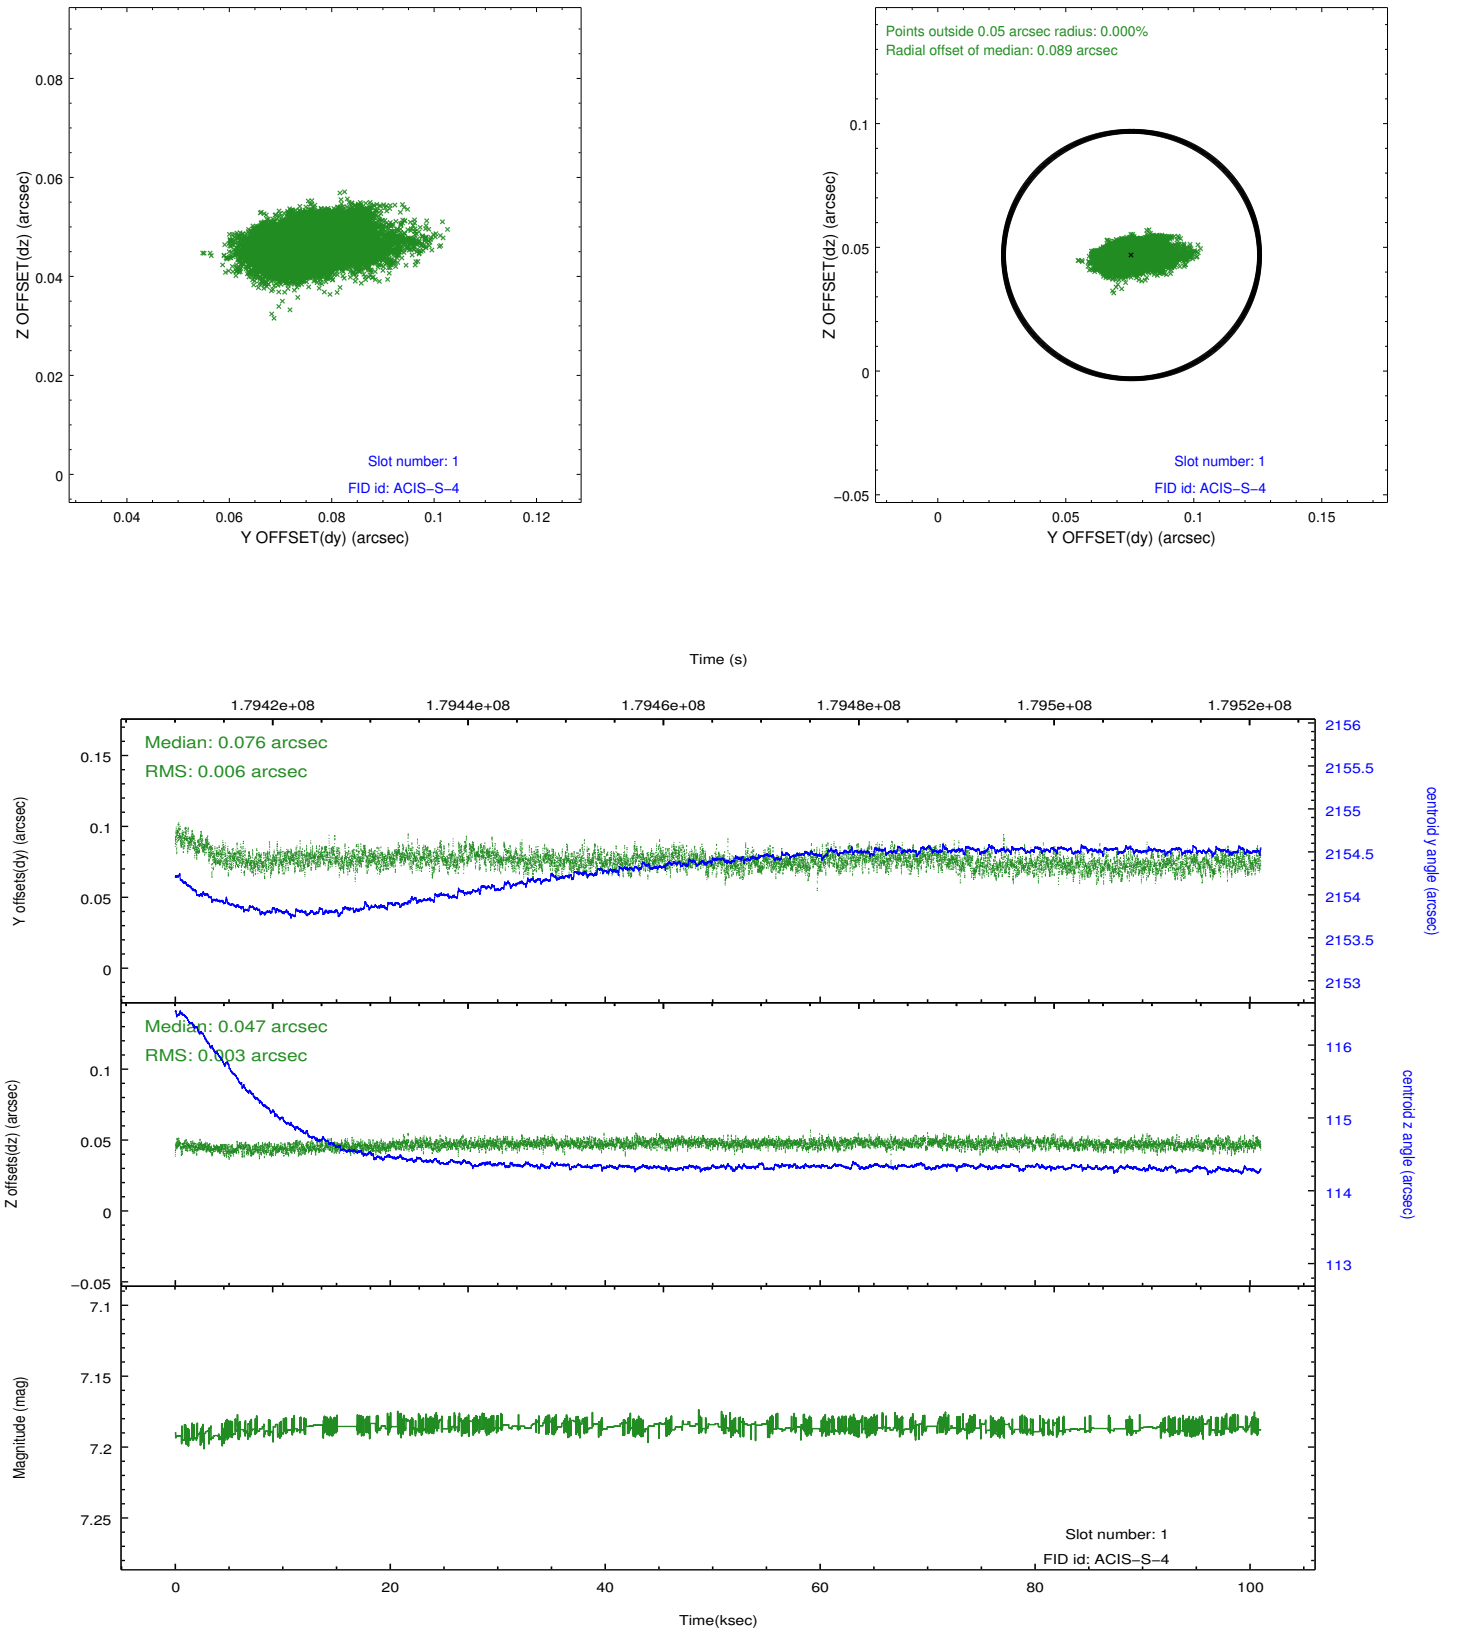 0.08
0.06
0.04
0.02
0
Z OFFSET(dz) (arcsec)
Slot number: 1
FID id: ACIS−S−4
0.04 0.06 0.08 0.1 0.12
Y OFFSET(dy) (arcsec)
Points outside 0.05 arcsec radius: 0.000%
Radial offset of median: 0.089 arcsec
0.1
0.05
0
−0.05
Z OFFSET(dz) (arcsec)
Slot number: 1
FID id: ACIS−S−4
0 0.05 0.1 0.15
Y OFFSET(dy) (arcsec)
Time (s)
1.7942e+08 1.7944e+08 1.7946e+08 1.7948e+08 1.795e+08 1.7952e+08
Median: 0.076 arcsec
RMS: 0.006 arcsec
0.15
0.1
0.05
0
Y offsets(dy) (arcsec)
2156
2155.5
2155
2154.5
2154
2153.5
2153
centroid y angle (arcsec)
Median: 0.047 arcsec
RMS: 0.003 arcsec
0.1
0.05
0
−0.05
Z offsets(dz) (arcsec)
116
115
114
113
centroid z angle (arcsec)
7.1
7.15
7.2
7.25
Magnitude (mag)
Slot number: 1
FID id: ACIS−S−4
0 20 40 60 80 100
Time(ksec)